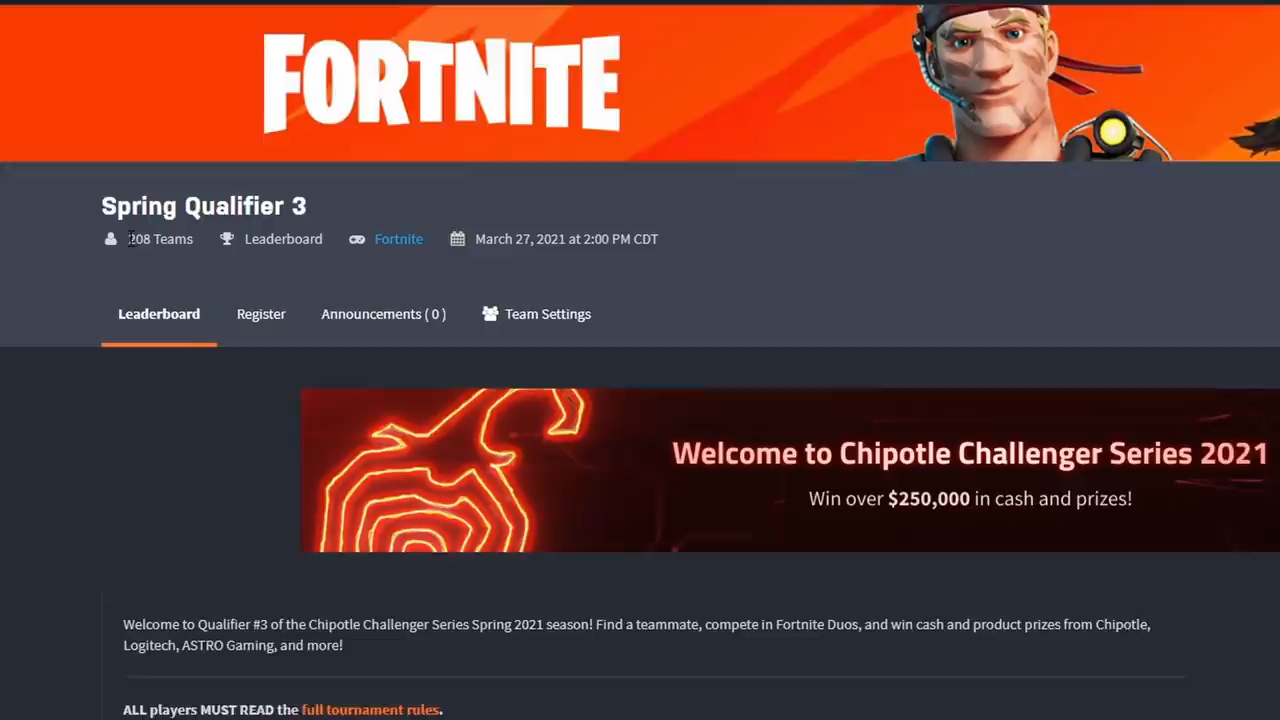 FORTNITE
Spring Qualifier 3
208 Teams Leaderboard Fortnite March 27, 2021 at 2:00 PM CDT
Leaderboard Register Announcements ( 0 ) Team Settings
Welcome to Chipotle Challenger Series 2021
Win over $250,000 in cash and prizes!
Welcome to Qualifier #3 of the Chipotle Challenger Series Spring 2021 season! Find a teammate, compete in Fortnite Duos, and win cash and product prizes from Chipotle,
Logitech, ASTRO Gaming, and more!
ALL players MUST READ the full tournament rules.